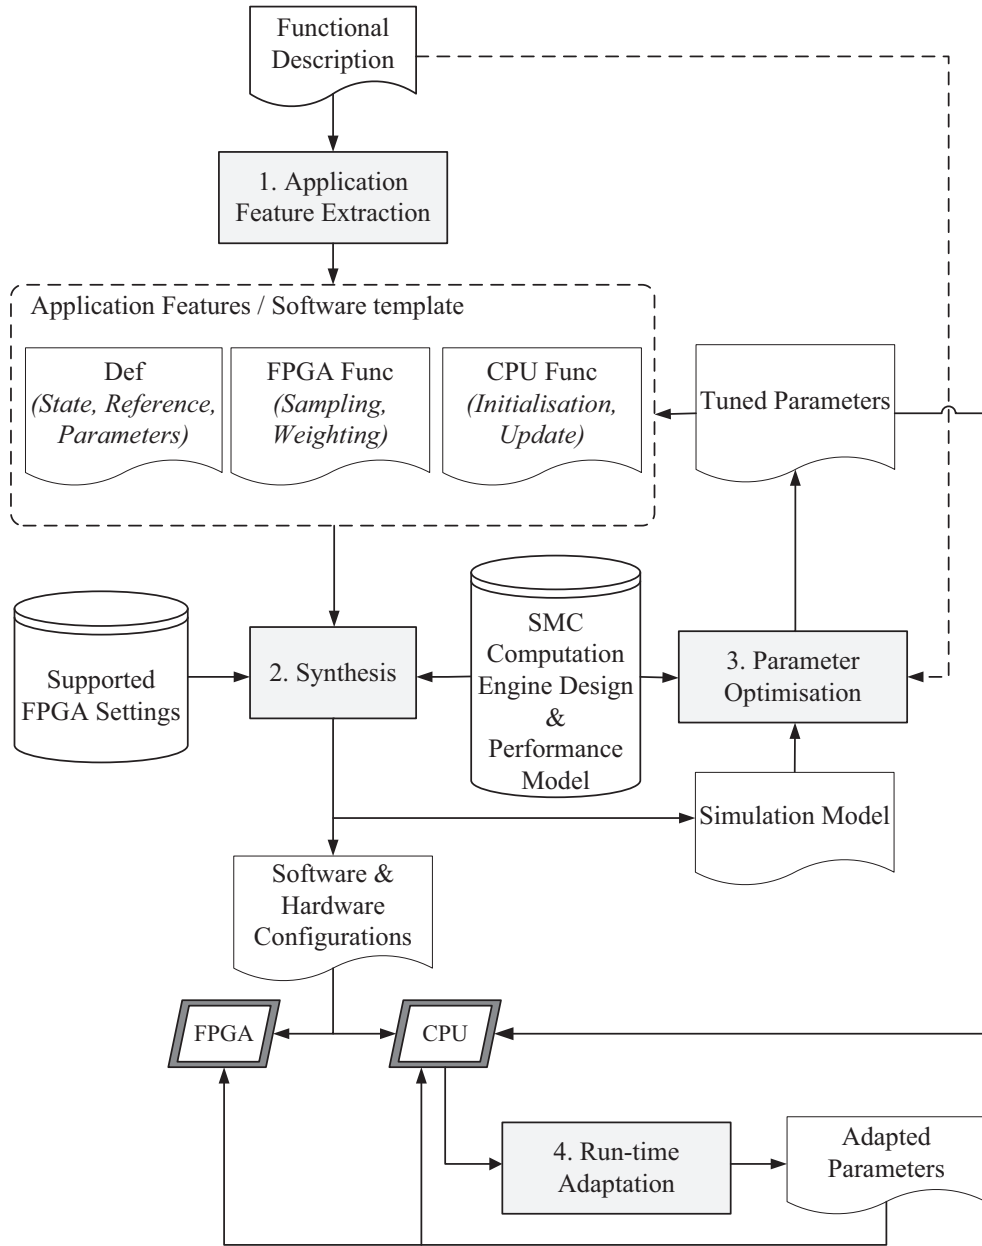 Functional
Description
1. Application
Feature Extraction
Application Features / Software template
Def
(State, Reference,
Parameters)
FPGA Func
(Sampling,
Weighting)
CPU Func
(Initialisation,
Update)
Tuned Parameters
Supported
FPGA Settings
2. Synthesis
SMC
Computation
Engine Design
&
Performance
Model
3. Parameter
Optimisation
Simulation Model
Software &
Hardware
Configurations
FPGA
CPU
4. Run-time
Adaptation
Adapted
Parameters